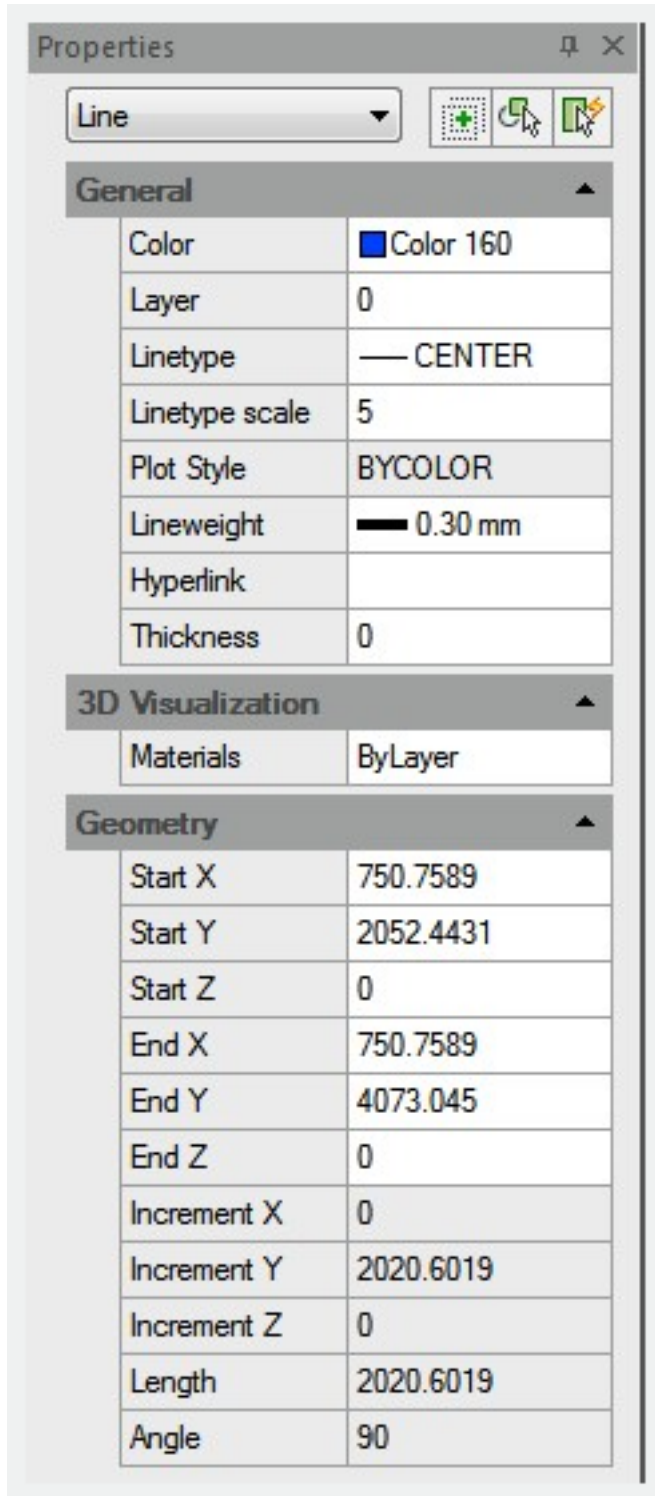 Properties
Line
General
Color Color 160
Layer 0
Linetype CENTER
Linetype scale 5
Plot Style BYCOLOR
Lineweight 0.30 mm
Hyperlink
Thickness 0
3D Visualization
Materials ByLayer
Geometry
Start X 750.7589
Start Y 2052.4431
Start Z 0
End X 750.7589
End Y 4073.045
End Z 0
Increment X 0
Increment Y 2020.6019
Increment Z 0
Length 2020.6019
Angle 90